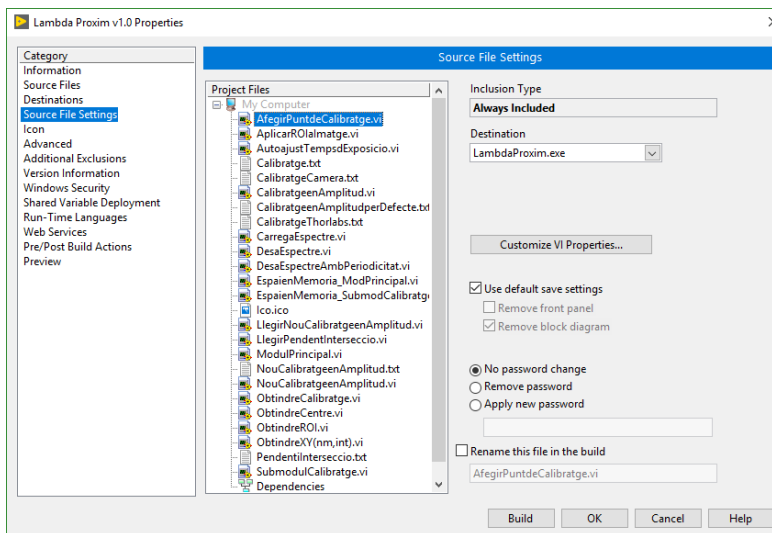 Lambda Proxim v1.0 Properties
Category
Information
Source Files
Destinations
Source File Settings
Icon
Advanced
Additional Exclusions
Version Information
Windows Security
Shared Variable Deployment
Run-Time Languages
Web Services
Pre/Post Build Actions
Preview
Source File Settings
Project Files
My Computer
AfegirPuntdeCalibratge.vi
AplicarROIaImatge.vi
AutoajustTempsdExposicio.vi
Calibratge.txt
CalibratgeCamera.txt
CalibratgeenAmplitud.vi
CalibratgeenAmplitudperDefecte.txt
CalibratgeThorlabs.txt
CarregaEspectre.vi
DesaEspectre.vi
DesaEspectreAmbPeriodicitat.vi
EspaienMemoria_ModPrincipal.vi
EspaienMemoria_SubmodCalibratge
Ico.ico
LlegirNouCalibratgeenAmplitud.vi
LlegirPendentInterseccio.vi
ModulPrincipal.vi
NouCalibratgeenAmplitud.txt
NouCalibratgeenAmplitud.vi
ObtindreCalibratge.vi
ObtindreCentre.vi
ObtindreROI.vi
ObtindreXY(nm,int).vi
PendentiInterseccio.txt
SubmodulCalibratge.vi
Dependencies
Inclusion Type
Always Included
Destination
LambdaProxim.exe
Customize VI Properties...
Use default save settings
Remove front panel
Remove block diagram
No password change
Remove password
Apply new password
Rename this file in the build
AfegirPuntdeCalibratge.vi
Build OK Cancel Help